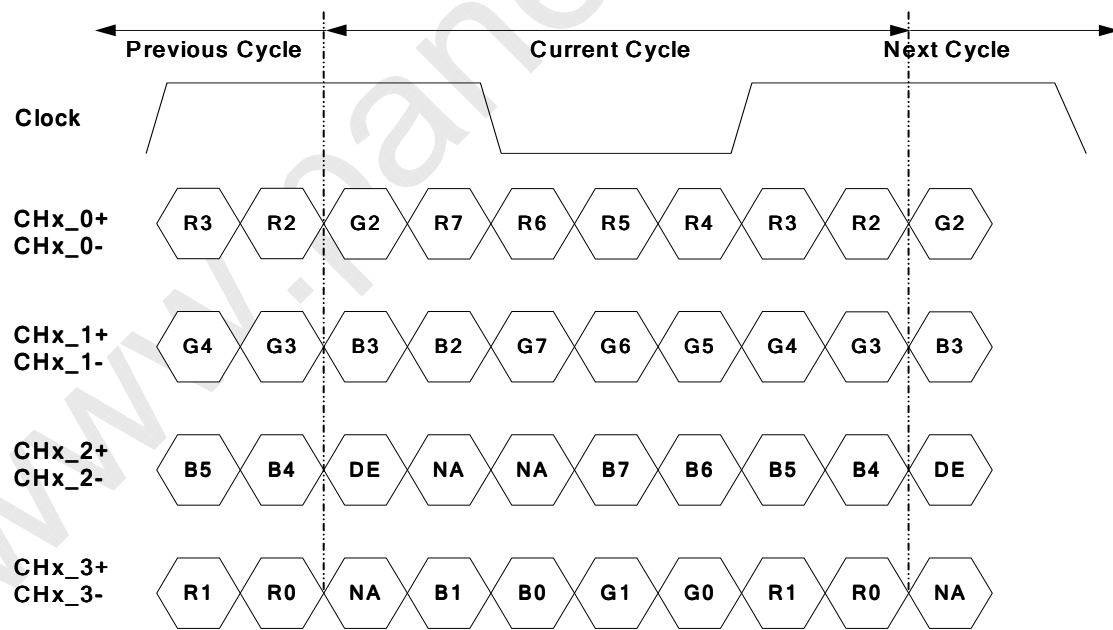 Previous Cycle Current Cycle Next Cycle
Clock
CHx_0+
CHx_0-
R3 R2 G2 R7 R6 R5 R4 R3 R2 G2
CHx_1+
CHx_1-
G4 G3 B3 B2 G7 G6 G5 G4 G3 B3
CHx_2+
CHx_2-
B5 B4 DE NA NA B7 B6 B5 B4 DE
CHx_3+
CHx_3-
R1 R0 NA B1 B0 G1 G0 R1 R0 NA